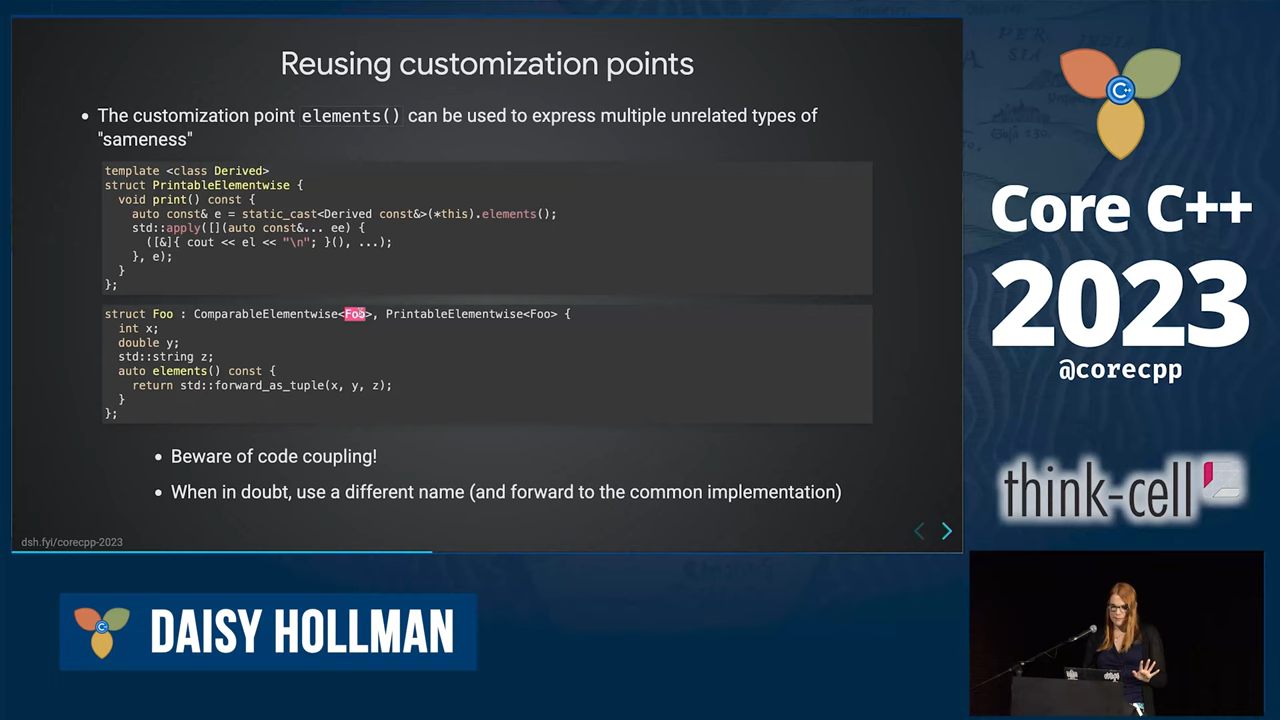 Reusing customization points
The customization point elements() can be used to express multiple unrelated types of
"sameness"
template <class Derived>
struct PrintableElementwise {
void print() const {
auto const& e = static_cast<Derived const&>(*this).elements();
std::apply([](auto const&... ee) {
([&]{ cout << el << "\n"; }(), ...);
}, e);
}
};
struct Foo : ComparableElementwise<Foo>, PrintableElementwise<Foo> {
int x;
double y;
std::string z;
auto elements() const {
return std::forward_as_tuple(x, y, z);
}
};
Beware of code coupling!
When in doubt, use a different name (and forward to the common implementation)
dsh.fyi/corecpp-2023
C++
Core C++
2023
@corecpp
think-cell
DAISY HOLLMAN